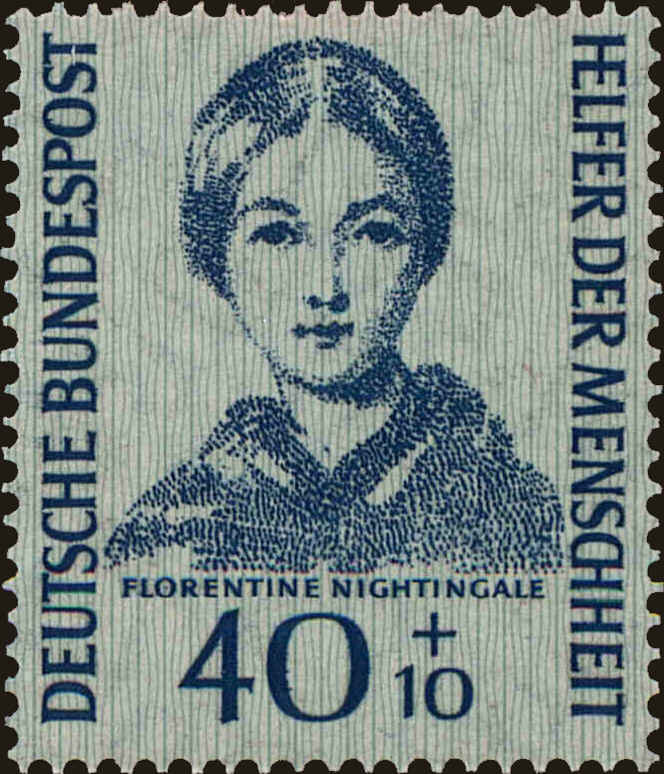 DEUTSCHE BUNDESPOST
HELFER DER MENSCHHEIT
FLORENTINE NIGHTINGALE
40 + 10